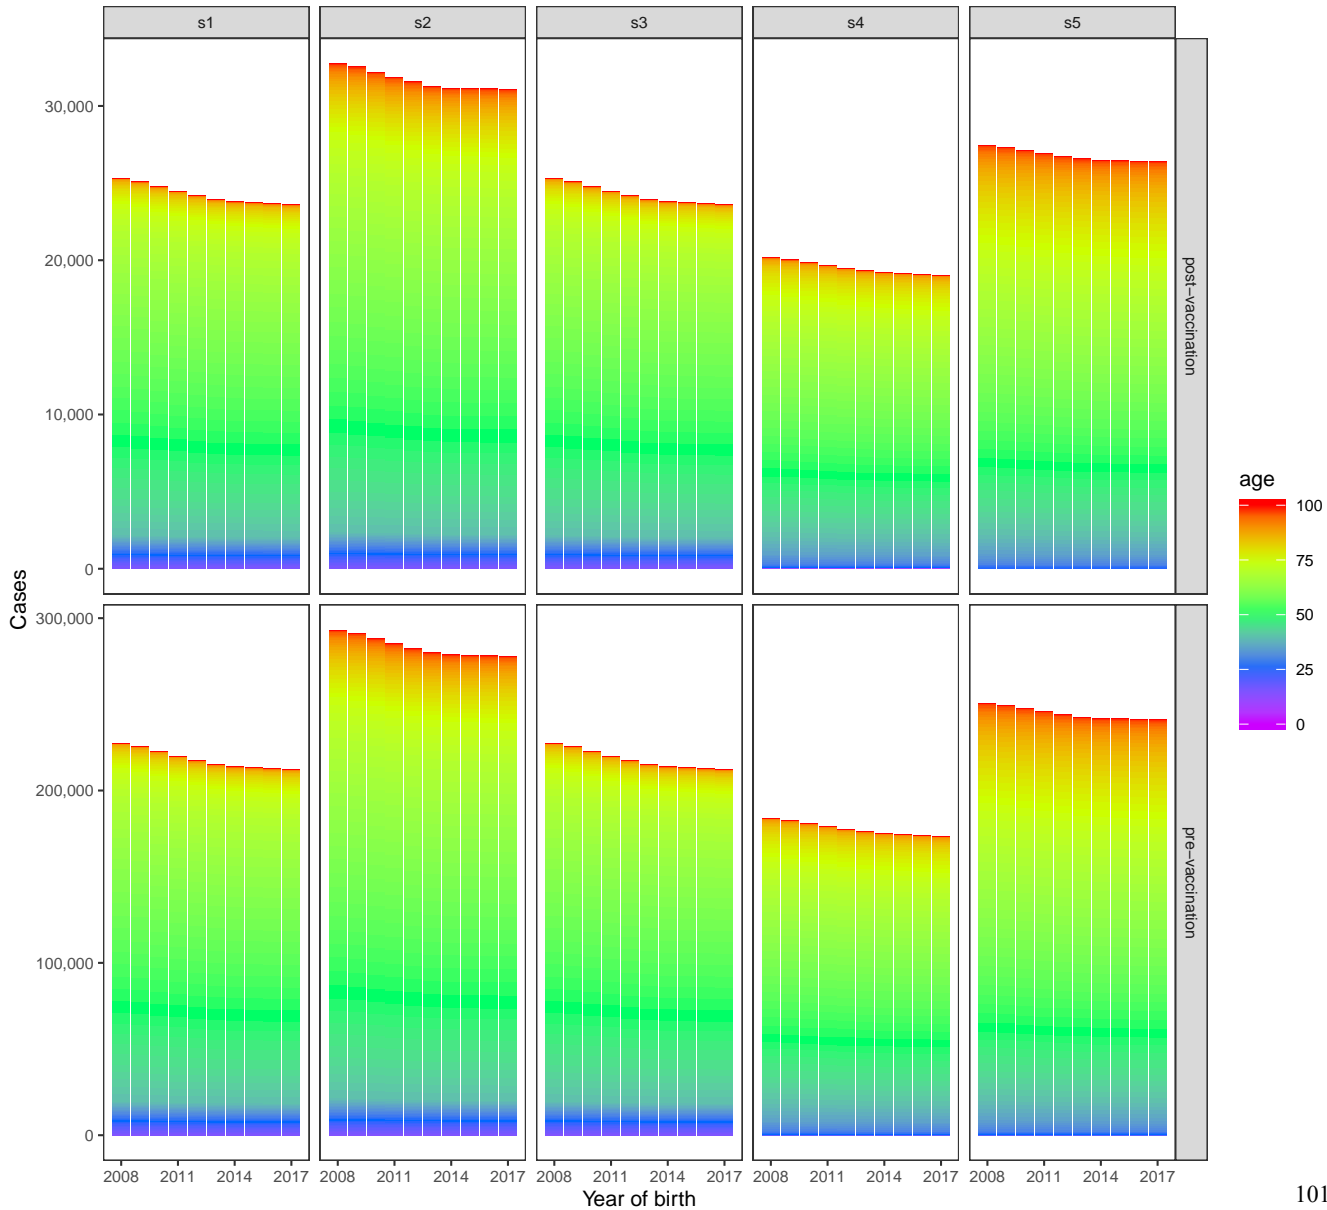 s1 s2 s3 s4 s5
30,000
20,000
10,000
0
post−vaccination
300,000
200,000
100,000
0
pre−vaccination
Cases
2008 2011 2014 2017 2008 2011 2014 2017 2008 2011 2014 2017 2008 2011 2014 2017 2008 2011 2014 2017
Year of birth
age
100
75
50
25
0
101